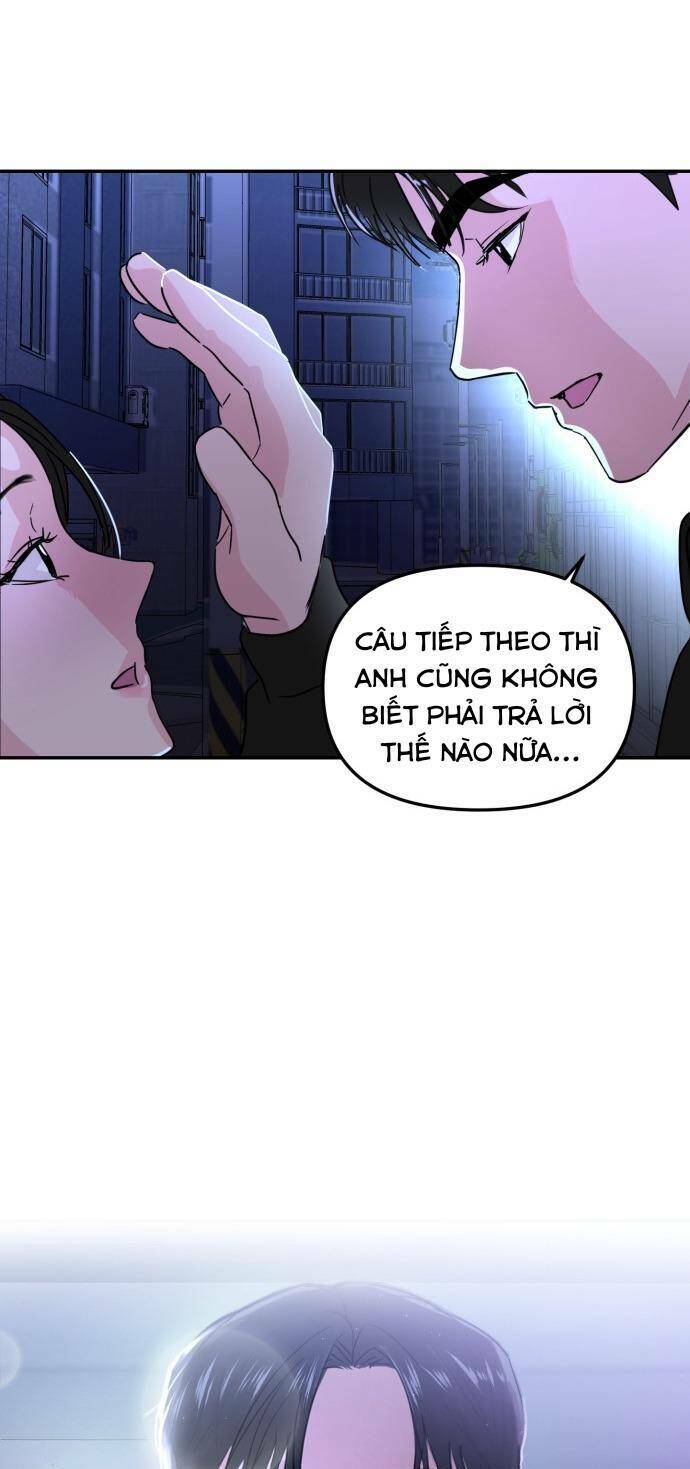 CÂU TIẾP THEO THÌ
ANH CŨNG KHÔNG
BIẾT PHẢI TRẢ LỜI
THẾ NÀO NỮA...